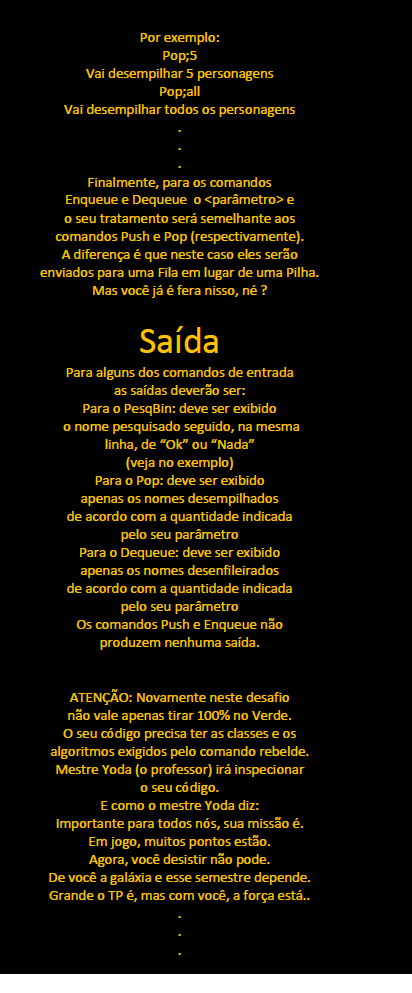 Por exemplo:
Pop;5
Vai desempilhar 5 personagens
Pop;all
Vai desempilhar todos os personagens
.
.
.
Finalmente, para os comandos
Enqueue e Dequeue o <parâmetro> e
o seu tratamento será semelhante aos
comandos Push e Pop (respectivamente).
A diferença é que neste caso eles serão
enviados para uma Fila em lugar de uma Pilha.
Mas você já é fera nisso, né ?
Saída
Para alguns dos comandos de entrada
as saídas deverão ser:
Para o PesqBin: deve ser exibido
o nome pesquisado seguido, na mesma
linha, de “Ok” ou “Nada”
(veja no exemplo)
Para o Pop: deve ser exibido
apenas os nomes desempilhados
de acordo com a quantidade indicada
pelo seu parâmetro
Para o Dequeue: deve ser exibido
apenas os nomes desenfileirados
de acordo com a quantidade indicada
pelo seu parâmetro
Os comandos Push e Enqueue não
produzem nenhuma saída.
ATENÇÃO: Novamente neste desafio
não vale apenas tirar 100% no Verde.
O seu código precisa ter as classes e os
algoritmos exigidos pelo comando rebelde.
Mestre Yoda (o professor) irá inspecionar
o seu código.
E como o mestre Yoda diz:
Importante para todos nós, sua missão é.
Em jogo, muitos pontos estão.
Agora, você desistir não pode.
De você a galáxia e esse semestre depende.
Grande o TP é, mas com você, a força está..
.
.
.